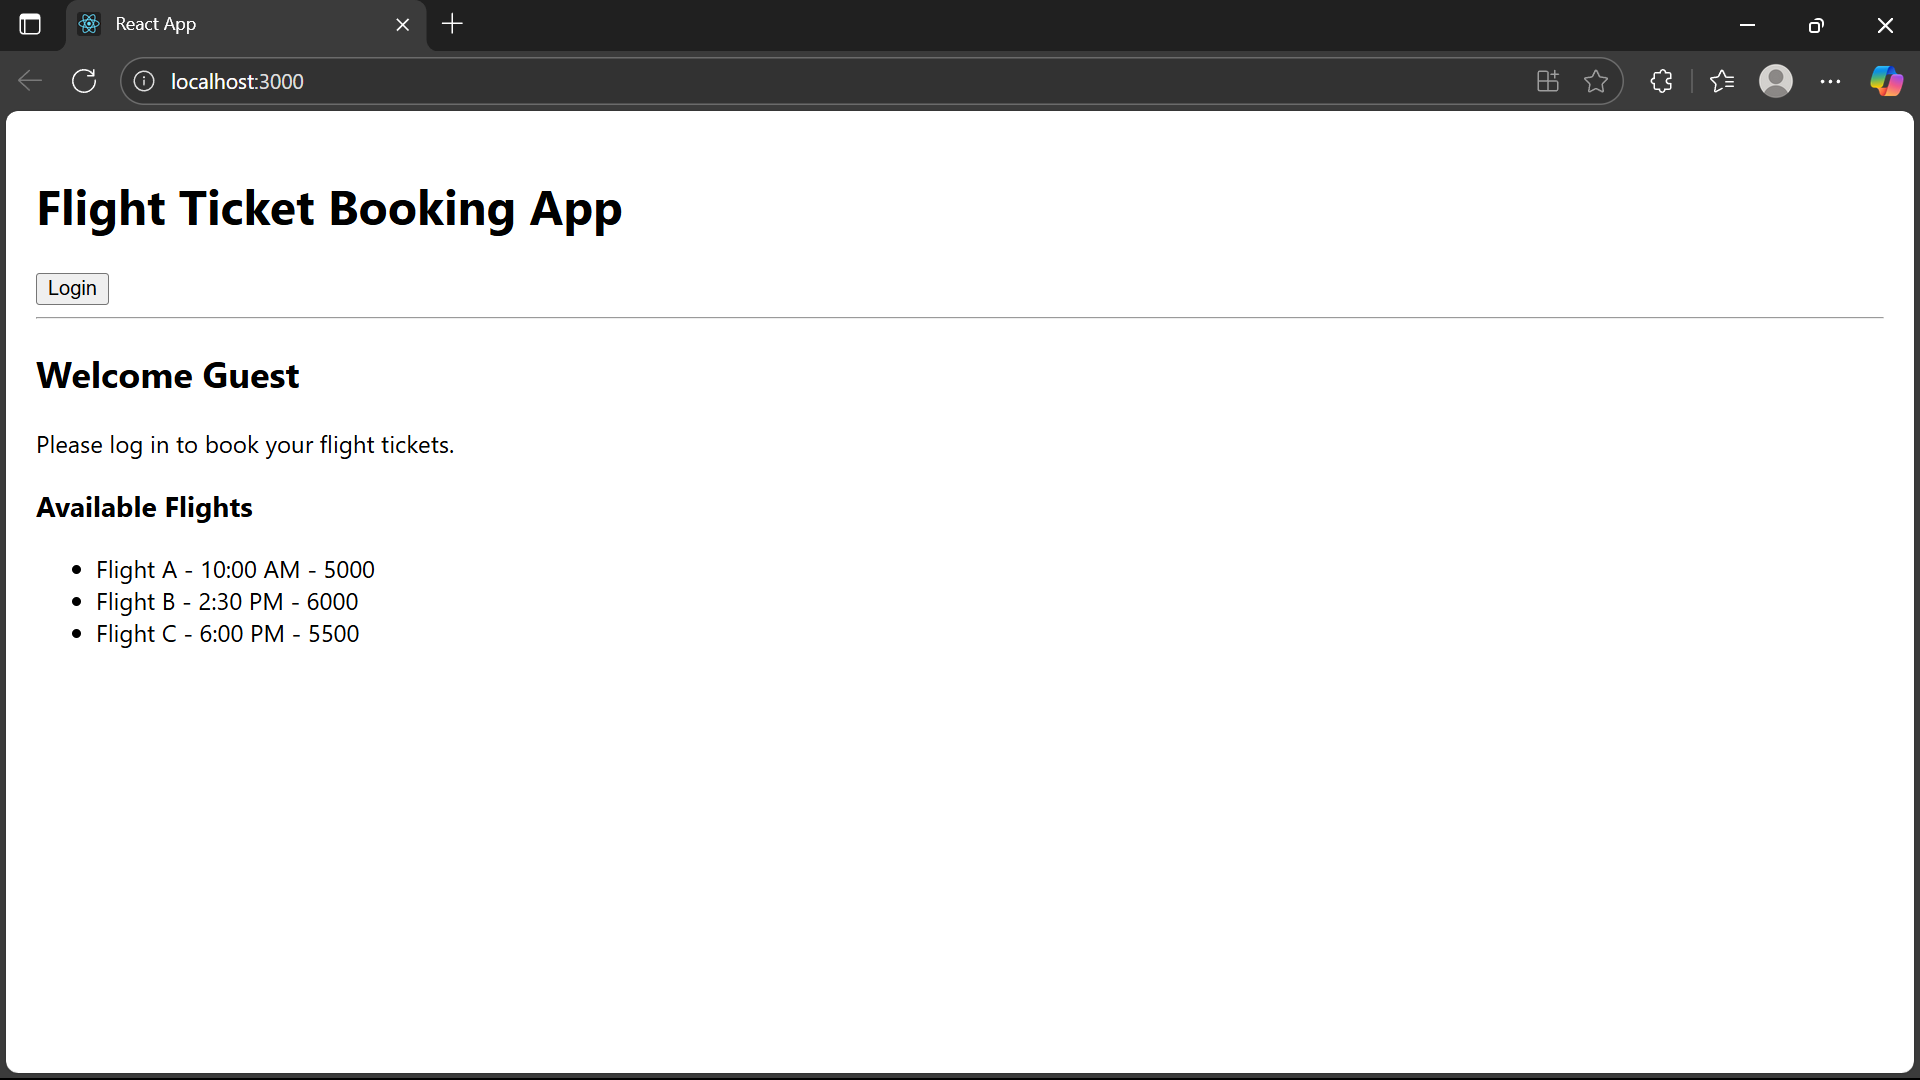 React App
localhost:3000
Flight Ticket Booking App
Login
Welcome Guest
Please log in to book your flight tickets.
Available Flights
Flight A - 10:00 AM - 5000
Flight B - 2:30 PM - 6000
Flight C - 6:00 PM - 5500